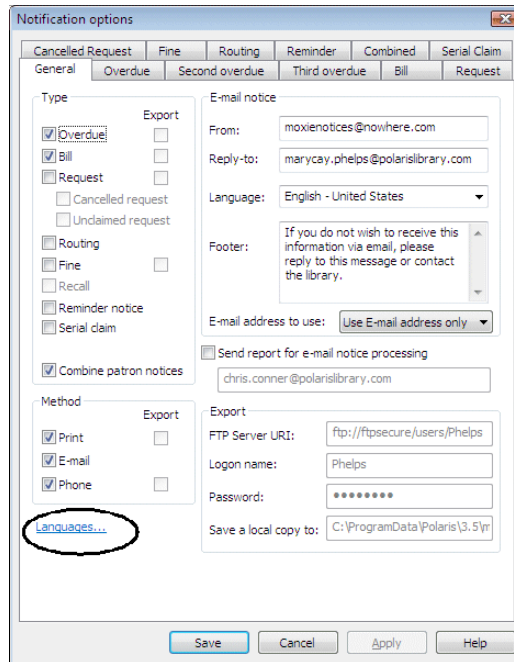 Notification options
Cancelled Request Fine Routing Reminder Combined Serial Claim
General Overdue Second overdue Third overdue Bill Request
Type
Export
Overdue
Bill
Request
Cancelled request
Unclaimed request
Routing
Fine
Recall
Reminder notice
Serial claim
Combine patron notices
Method
Export
Print
E-mail
Phone
Languages...
E-mail notice
From: moxienotices@nowhere.com
Reply-to: marycay.phelps@polarislibrary.com
Language: English - United States
Footer:
If you do not wish to receive this
information via email, please
reply to this message or contact
the library.
E-mail address to use: Use E-mail address only
Send report for e-mail notice processing
chris.conner@polarislibrary.com
Export
FTP Server URI: ftp://ftpsecure/users/Phelps
Logon name: Phelps
Password: ●●●●●●●●
Save a local copy to: C:\ProgramData\Polaris\3.5\
Save Cancel Apply Help